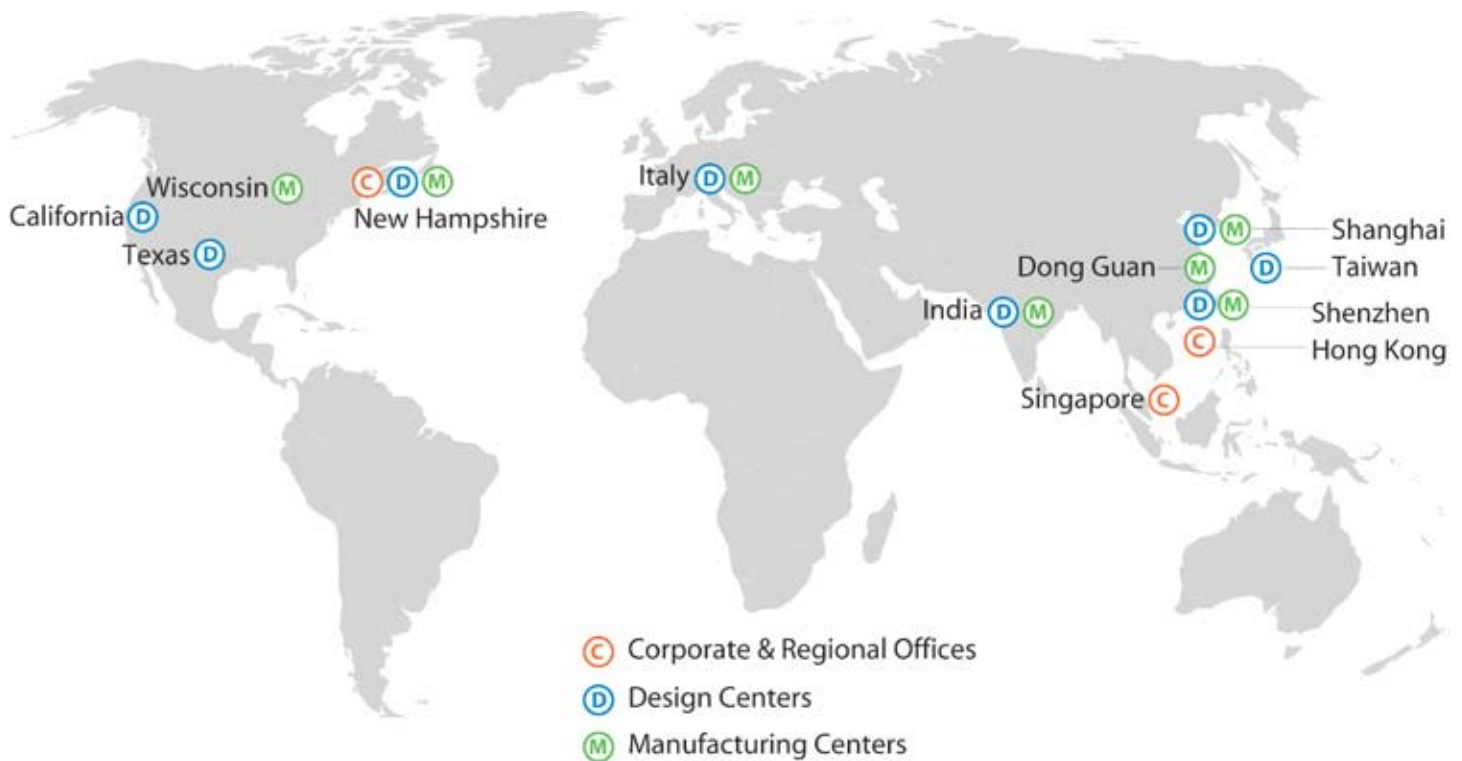 Wisconsin M
C D M
New Hampshire
California D
Texas D
Italy D M
India D M
D M Shanghai
Dong Guan M
D Taiwan
D M Shenzhen
C Hong Kong
Singapore C
C Corporate & Regional Offices
D Design Centers
M Manufacturing Centers